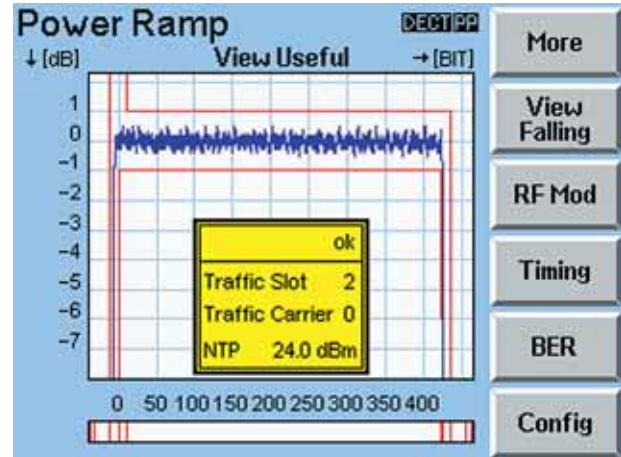 Power Ramp DECT PP
↓[dB] View Useful →[BIT]
1
0
-1
-2
-3
-4
-5
-6
-7
ok
Traffic Slot 2
Traffic Carrier 0
NTP 24.0 dBm
0 50 100 150 200 250 300 350 400
More
View
Falling
RF Mod
Timing
BER
Config